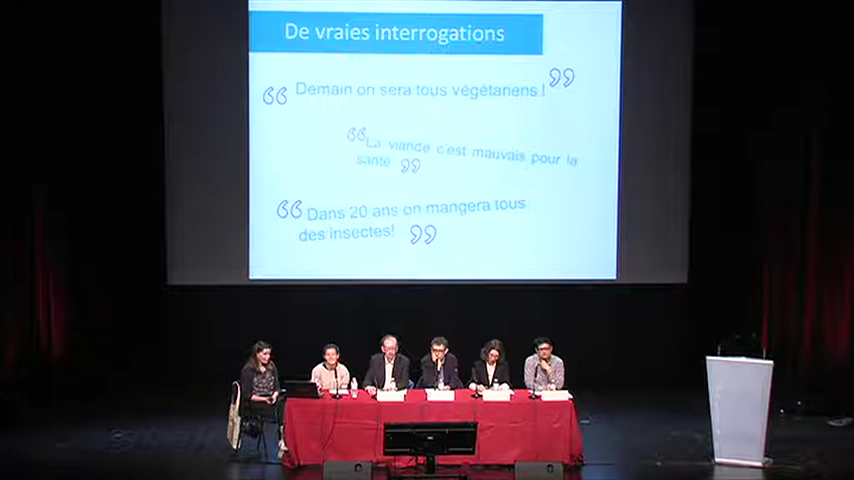 De vraies interrogations
“ Demain on sera tous végétariens ! ”
“ La viande c'est mauvais pour la
santé ”
“ Dans 20 ans on mangera tous
des insectes! ”